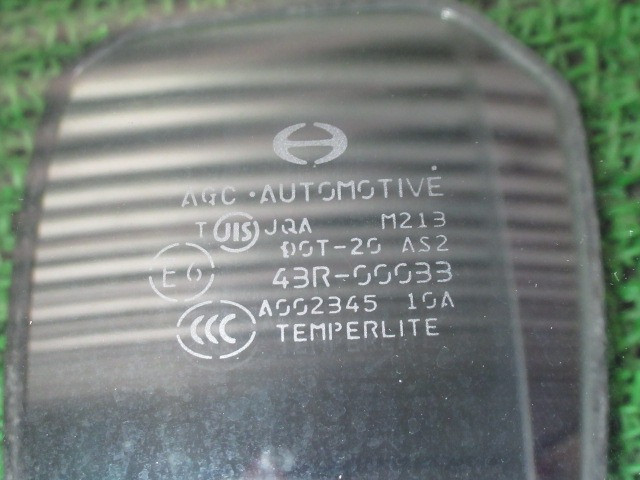 AGC • AUTOMOTIVE
T JIS JQA M213
DOT-20 AS2
E6 43R-00033
A002345 10A
CCC
TEMPERLITE